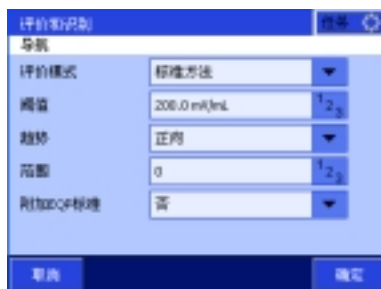 评价和识别 任务
导航
评价模式 标准方法
阈值 200.0 mV/mL
趋势 正向
范围 0
附加EQP标准 否
取消 确定